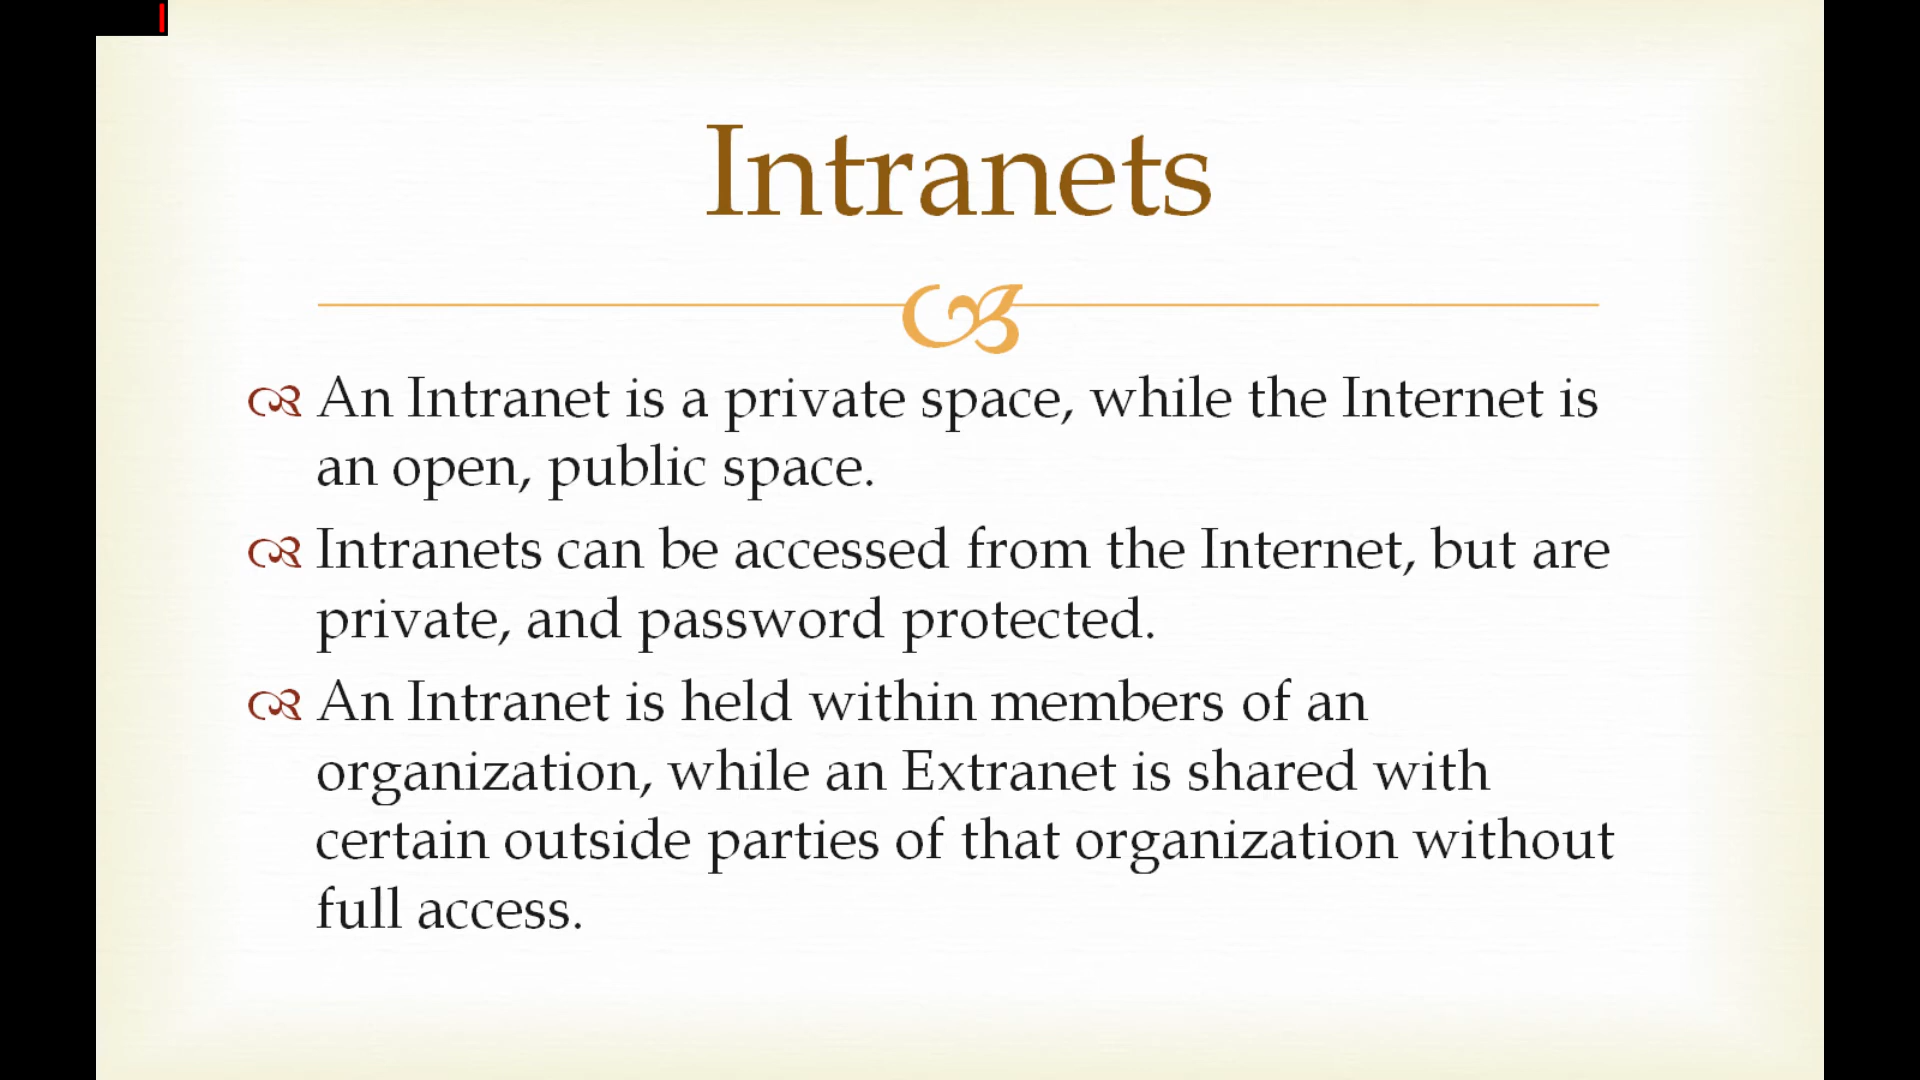 Intranets
An Intranet is a private space, while the Internet is
an open, public space.
Intranets can be accessed from the Internet, but are
private, and password protected.
An Intranet is held within members of an
organization, while an Extranet is shared with
certain outside parties of that organization without
full access.